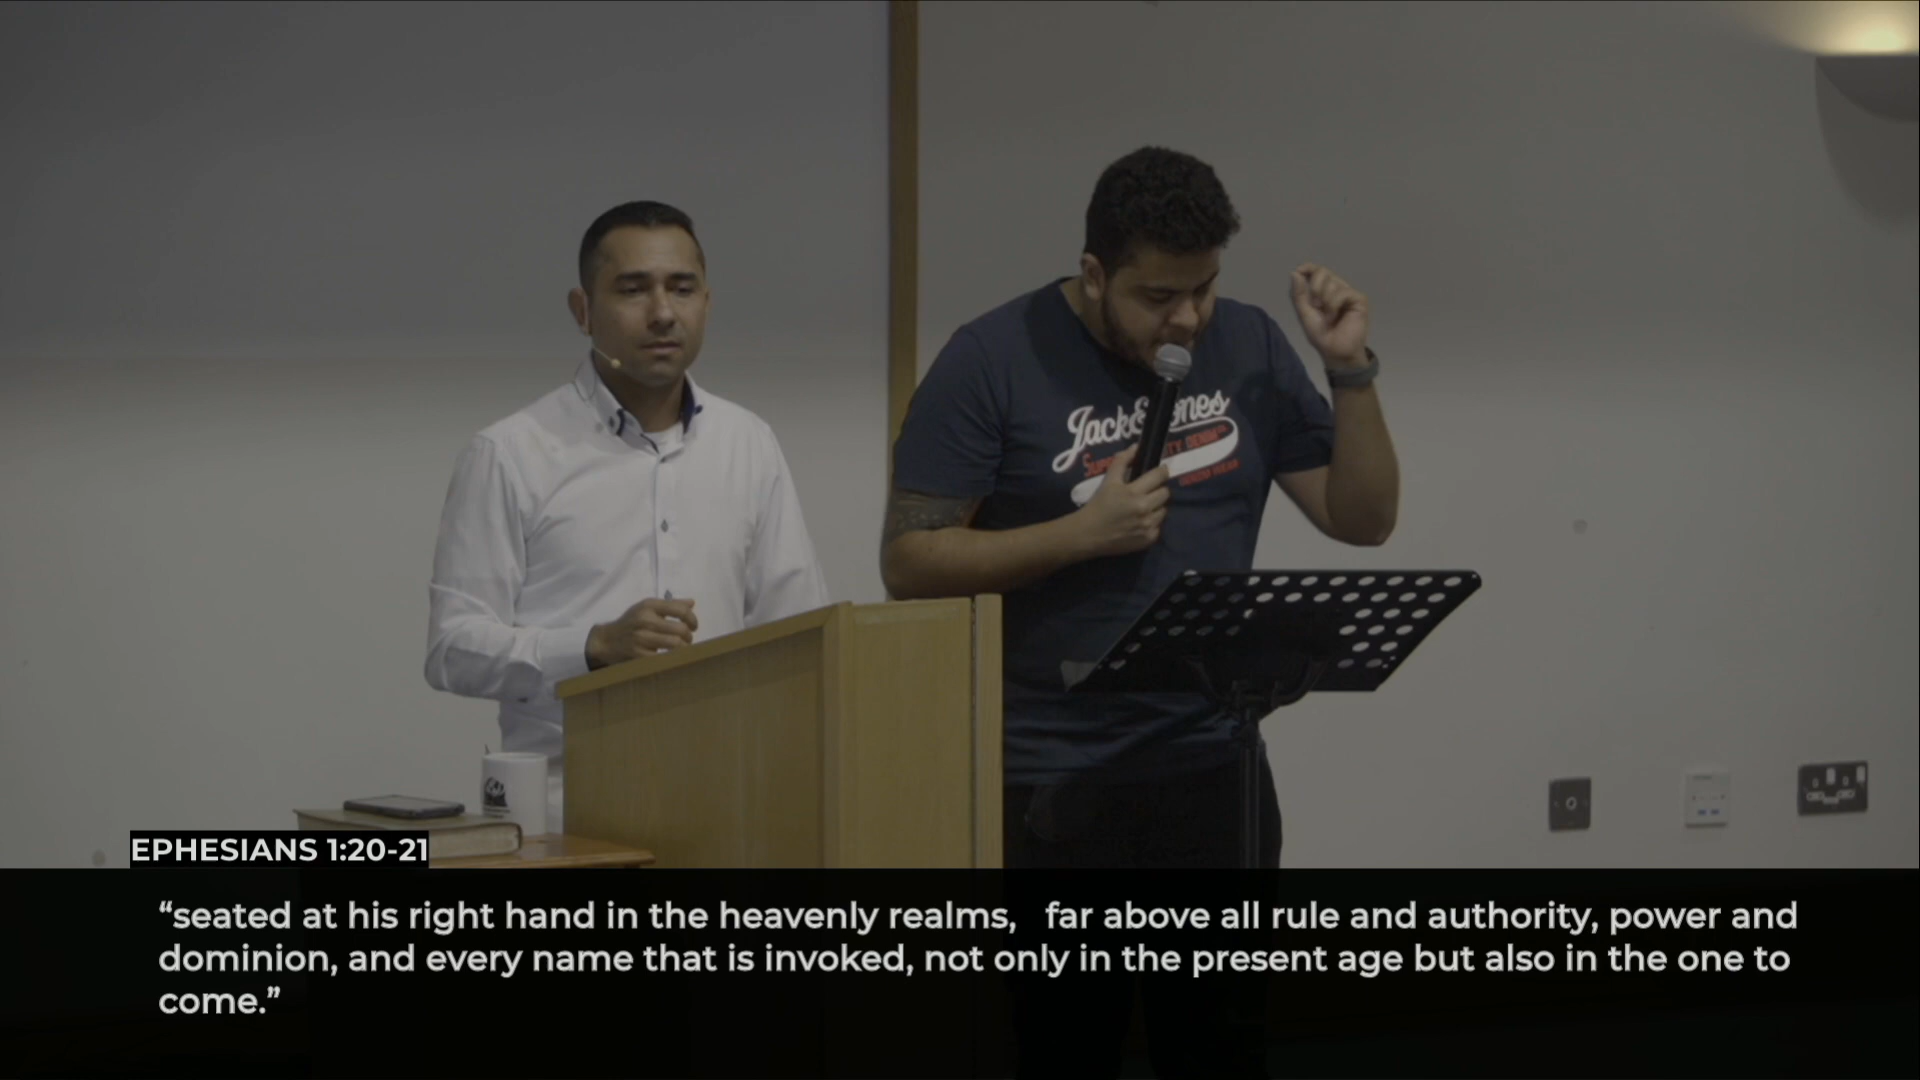 Jack & Jones
EPHESIANS 1:20-21
“seated at his right hand in the heavenly realms, far above all rule and authority, power and
dominion, and every name that is invoked, not only in the present age but also in the one to
come.”